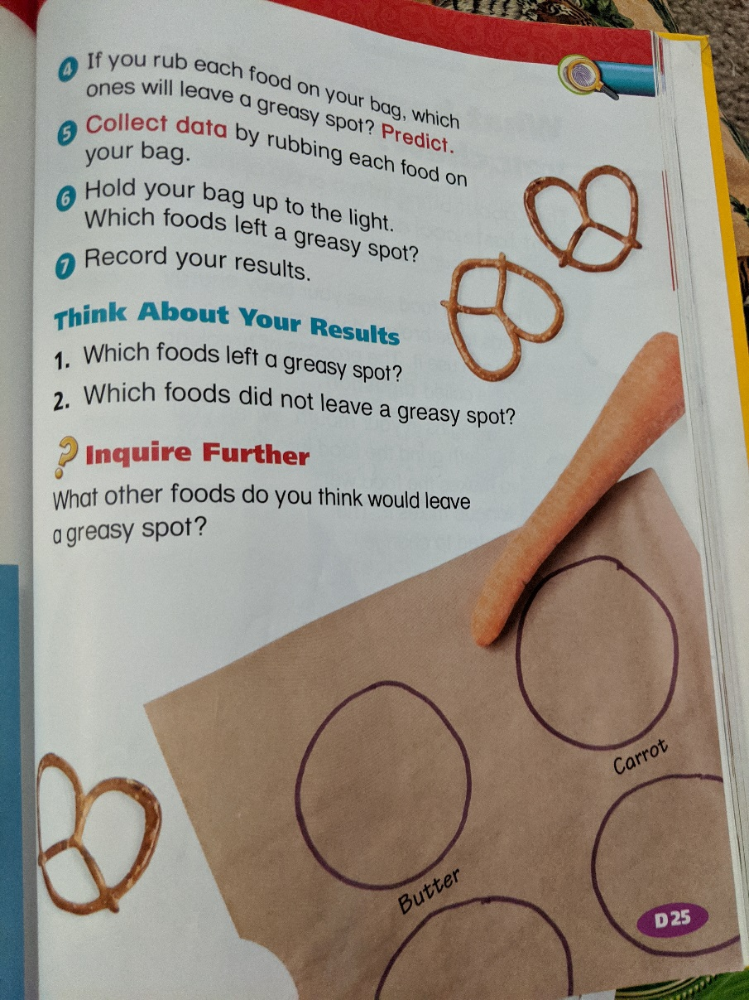 4 If you rub each food on your bag, which
ones will leave a greasy spot? Predict.
5 Collect data by rubbing each food on
your bag.
6 Hold your bag up to the light.
Which foods left a greasy spot?
7 Record your results.
Think About Your Results
1. Which foods left a greasy spot?
2. Which foods did not leave a greasy spot?
? Inquire Further
What other foods do you think would leave
a greasy spot?
Carrot
Butter
D 25